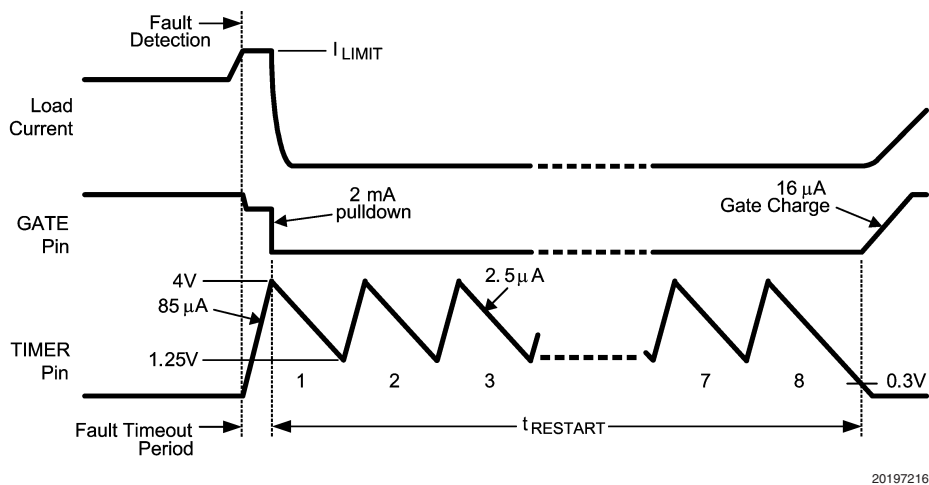 Fault
Detection
I LIMIT
Load
Current
2 mA
pulldown
16 μA
Gate Charge
GATE
Pin
4V
2. 5 μ A
85 μA
TIMER
Pin
1.25V
1
2
3
7
8
0.3V
Fault Timeout
Period
t RESTART
20197216